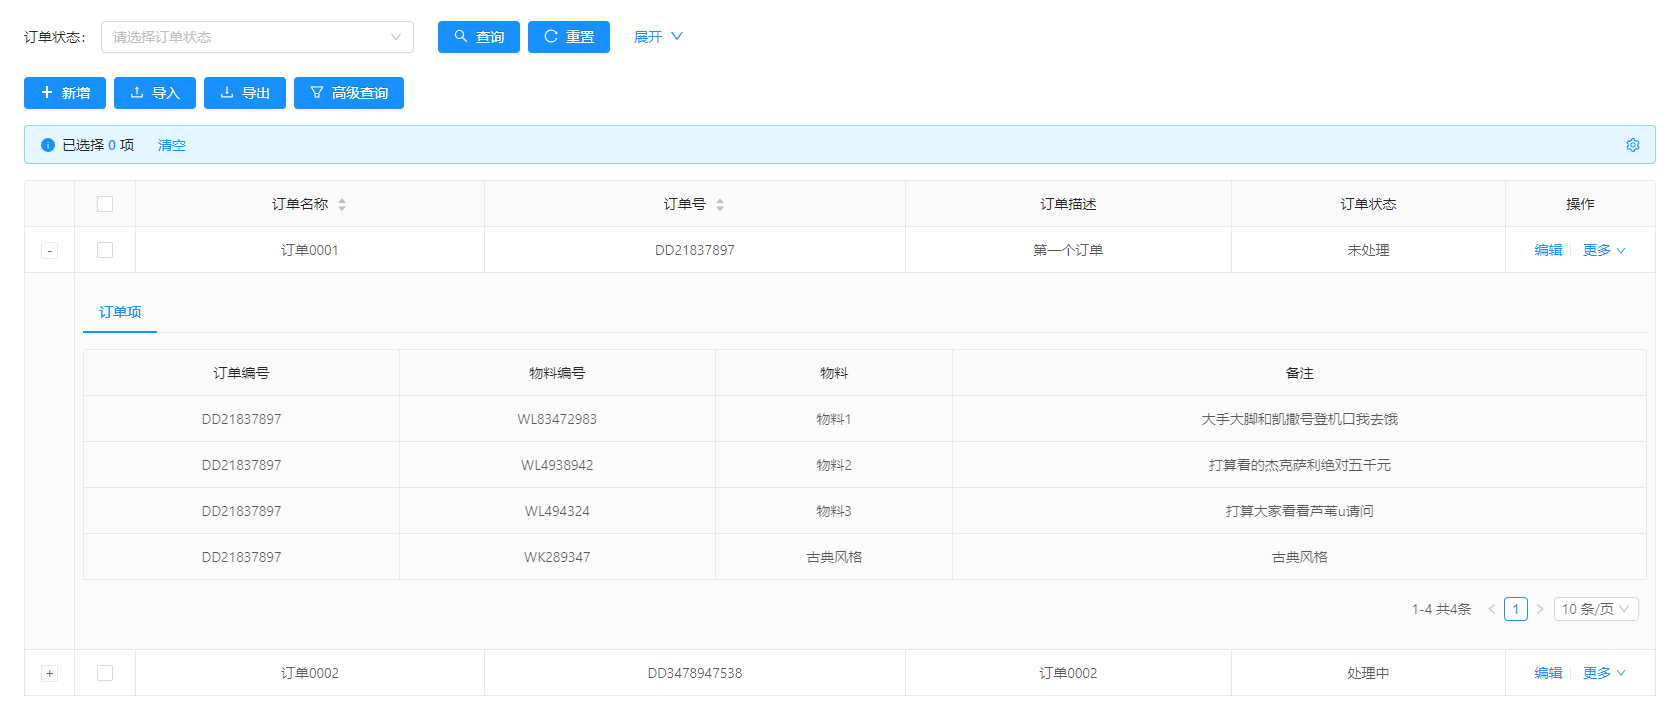 订单状态: 请选择订单状态 查询 重置 展开
新增 导入 导出 高级查询
已选择 0 项 清空
订单名称 订单号 订单描述 订单状态 操作
- 订单0001 DD21837897 第一个订单 未处理 编辑 更多
订单项
订单编号 物料编号 物料 备注
DD21837897 WL83472983 物料1 大手大脚和凯撒号登机口我去饿
DD21837897 WL4938942 物料2 打算看的杰克萨利绝对五千元
DD21837897 WL494324 物料3 打算大家看看芦苇u请问
DD21837897 WK289347 古典风格 古典风格
1-4 共4条 < 1 > 10 条/页
+ 订单0002 DD3478947538 订单0002 处理中 编辑 更多